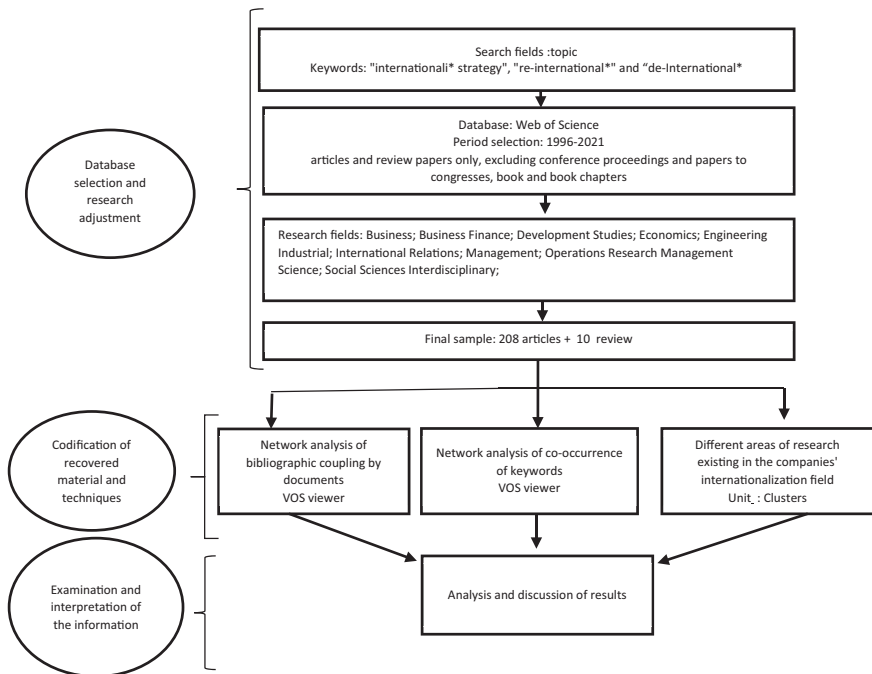 Search fields :topic
Keywords: "internationali* strategy", "re-international*" and “de-International*
Database: Web of Science
Period selection: 1996-2021
articles and review papers only, excluding conference proceedings and papers to
congresses, book and book chapters
Database
selection and
research
adjustment
Research fields: Business; Business Finance; Development Studies; Economics; Engineering
Industrial; International Relations; Management; Operations Research Management
Science; Social Sciences Interdisciplinary;
Final sample: 208 articles + 10 review
Codification of
recovered
material and
techniques
Network analysis of
bibliographic coupling by
documents
VOS viewer
Network analysis of co-occurrence
of keywords
VOS viewer
Different areas of research
existing in the companies'
internationalization field
Unit_ : Clusters
Examination and
interpretation of
the information
Analysis and discussion of results